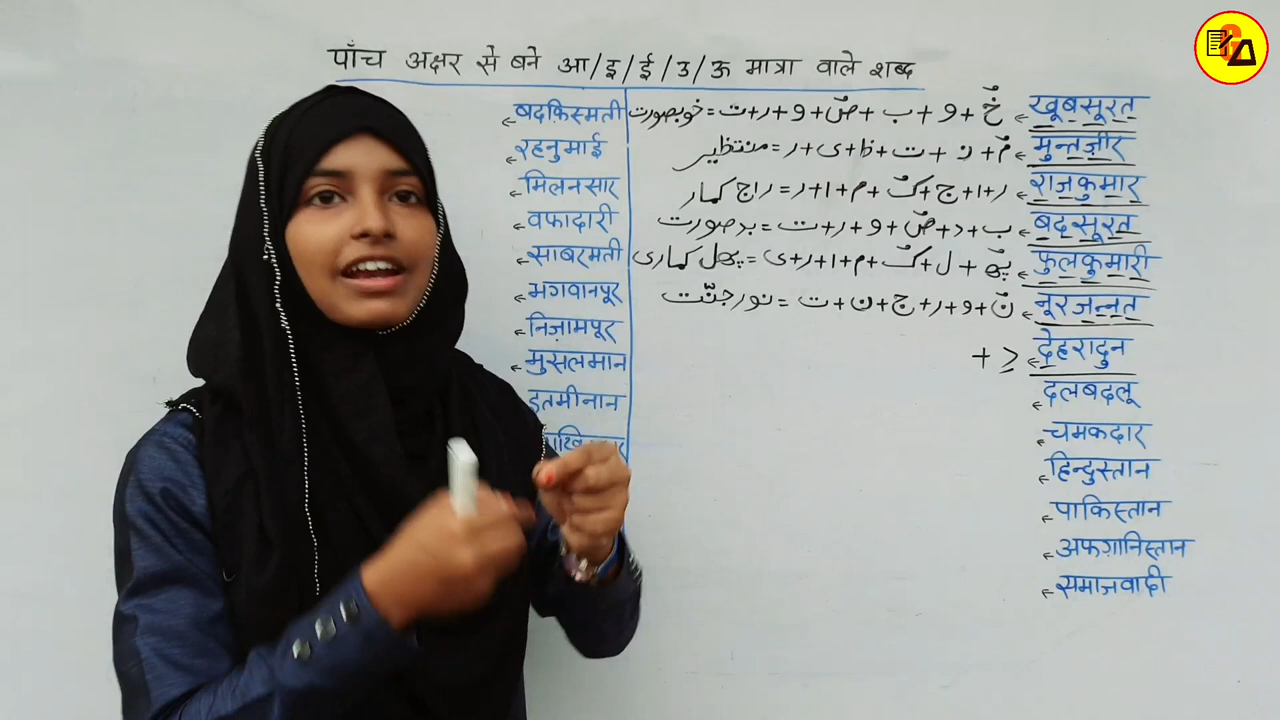 पाँच अक्षर से बने आ/इ/ई/उ/ऊ मात्रा वाले शब्द
खूबसूरत ← خُ + و + ب + صُ + و + ر + ت = خوبصورت
मुन्तज़ीर ← مُ + ن + ت + ظ + ی + ر = منتظیر
राजकुमार ← ر + ا + ج + کُ + م + ا + ر = راج کمار
बदसूरत ← ب + د + صُ + و + ر + ت = بدصورت
फुलकुमारी ← پھُ + ل + کُ + م + ا + ر + ی = پھل کماری
नूरजन्नत ← نُ + و + ر + ج + ن + ت = نور جنّت
देहरादुन ← د +
दलबदलू ←
चमकदार ←
हिन्दुस्तान ←
पाकिस्तान ←
अफग़ानिस्तान ←
समाजवादी ←
बदकिस्मती ←
रहनुमाई ←
मिलनसार ←
वफादारी ←
साबरमती ←
भगवानपूर ←
निज़ामपूर ←
मुसलमान ←
इतमीनान